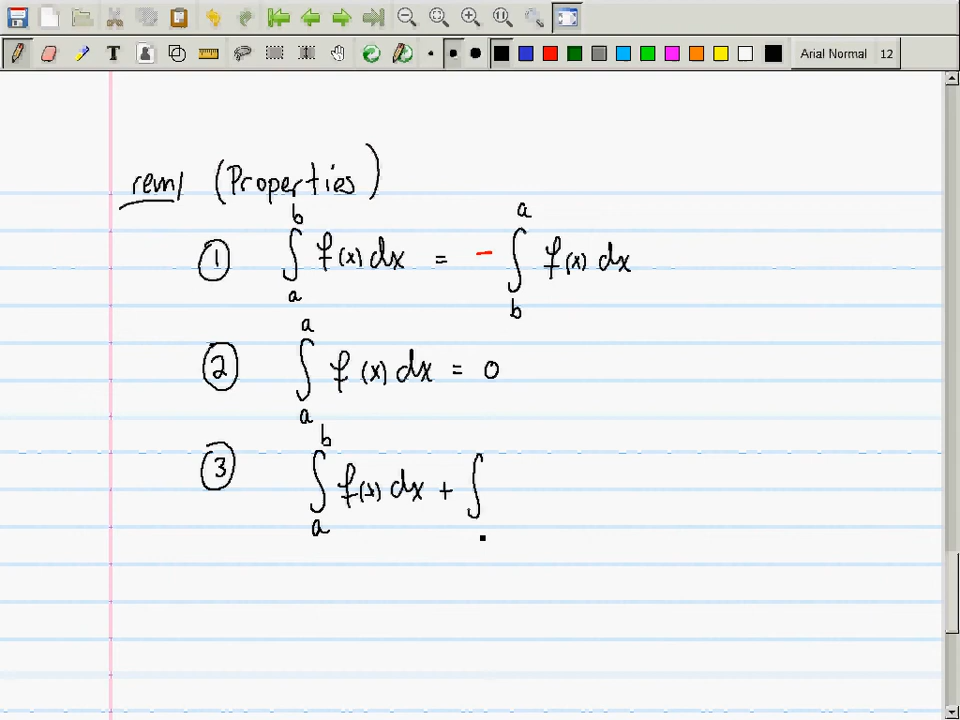 T
Arial Normal 12
rem/ (Properties)
① ∫_a^b f(x) dx = - ∫_b^a f(x) dx
② ∫_a^a f(x) dx = 0
③ ∫_a^b f(x) dx + ∫